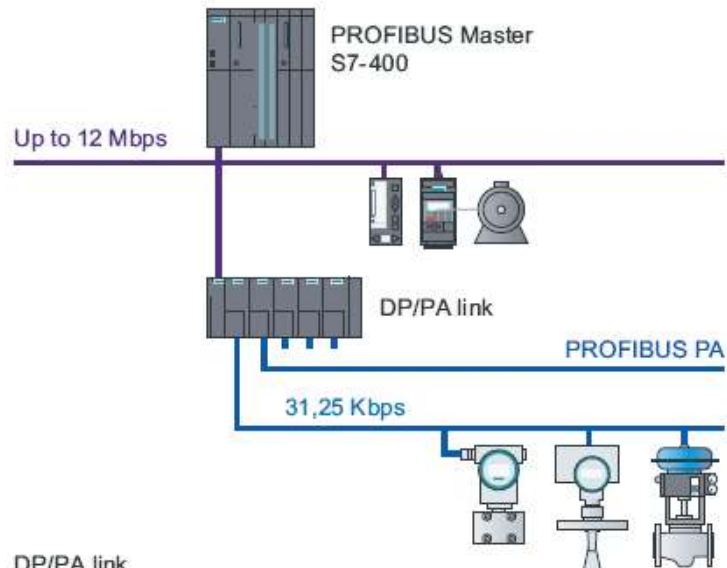 PROFIBUS Master
S7-400
Up to 12 Mbps
DP/PA link
PROFIBUS PA
31,25 Kbps
DP/PA link